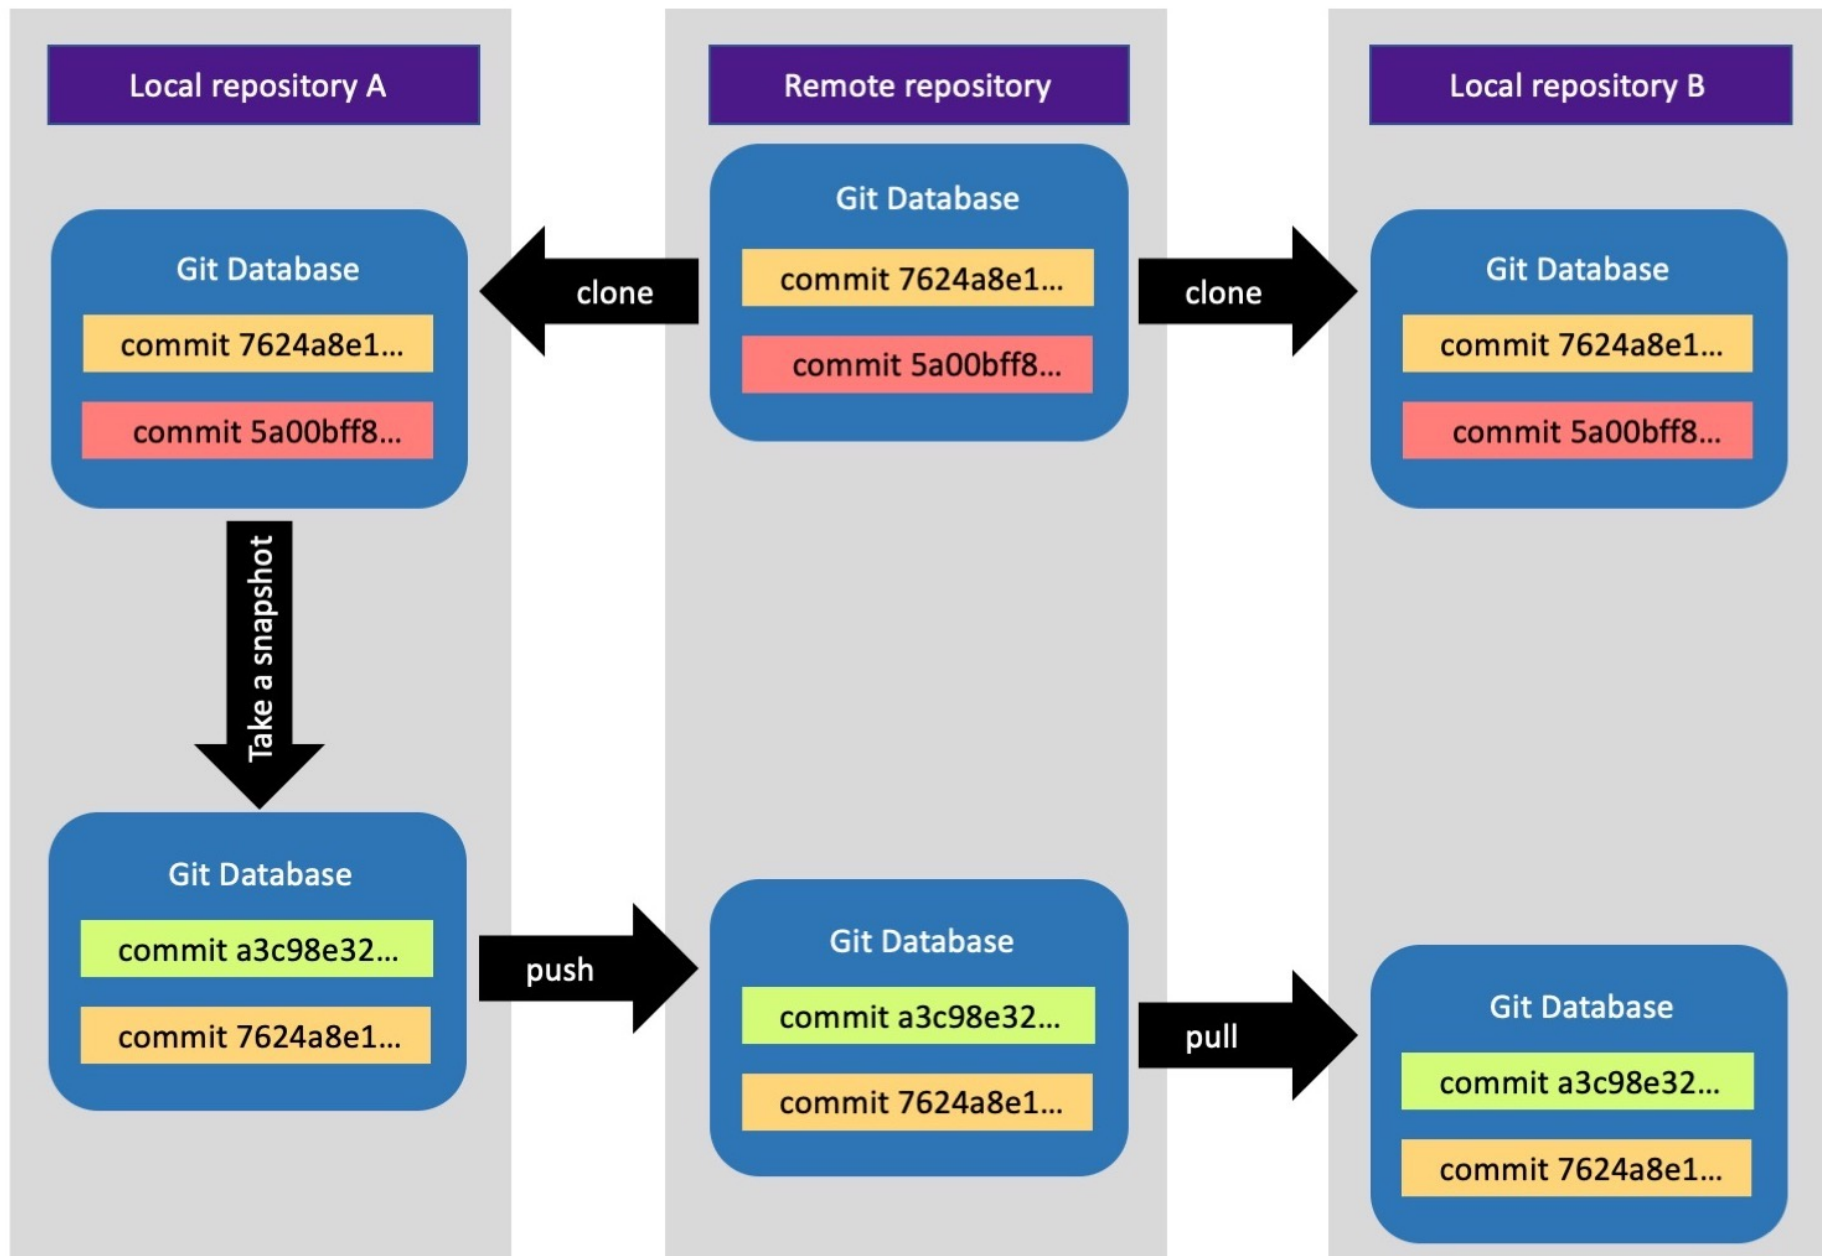 Local repository A
Remote repository
Local repository B
Git Database
commit 7624a8e1...
commit 5a00bff8...
clone
Git Database
commit 7624a8e1...
commit 5a00bff8...
clone
Git Database
commit 7624a8e1...
commit 5a00bff8...
Take a snapshot
Git Database
commit a3c98e32...
commit 7624a8e1...
push
Git Database
commit a3c98e32...
commit 7624a8e1...
pull
Git Database
commit a3c98e32...
commit 7624a8e1...